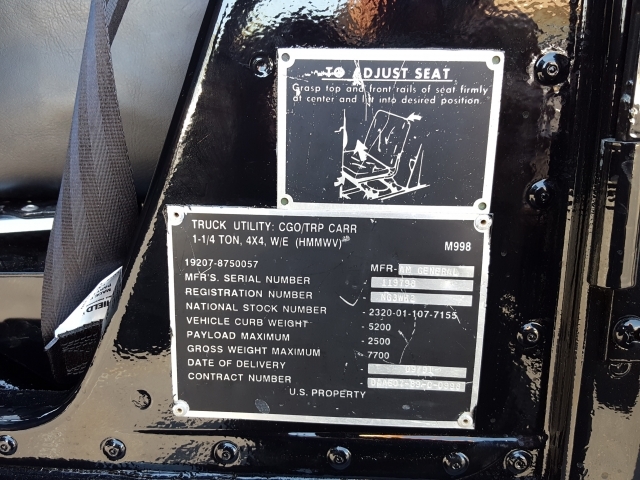 TO ADJUST SEAT
Grasp top and front rails of seat firmly
at center and lift into desired position.
TRUCK UTILITY: CGO/TRP CARR
1-1/4 TON, 4X4, W/E (HMMWV)
M998
19207-8750057
MFR-AM GENERAL
MFR'S. SERIAL NUMBER -
REGISTRATION NUMBER -
NATIONAL STOCK NUMBER - 2320-01-107-7155
VEHICLE CURB WEIGHT - 5200
PAYLOAD MAXIMUM - 2500
GROSS WEIGHT MAXIMUM - 7700
DATE OF DELIVERY -
CONTRACT NUMBER -
U.S. PROPERTY